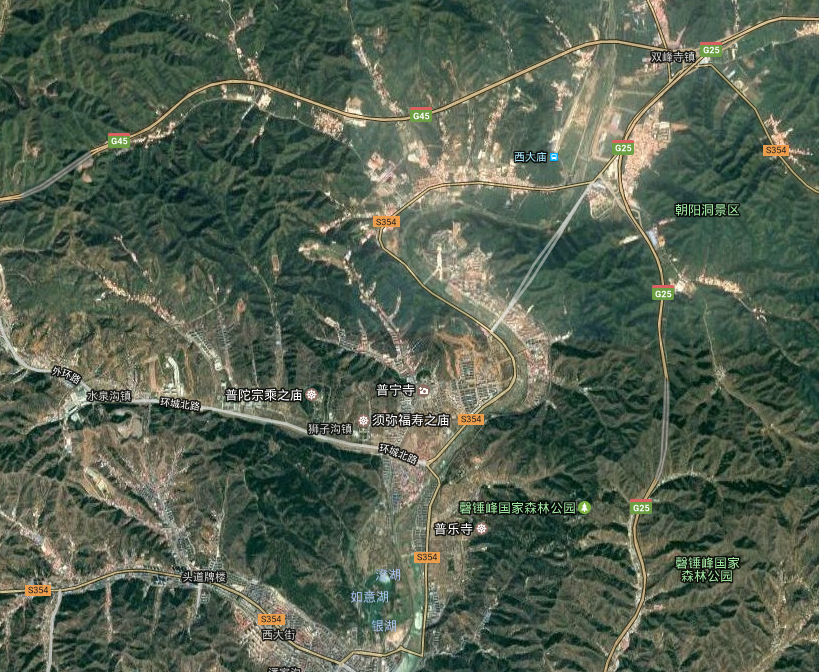 双峰寺镇
G25
G45
G45
G25
S354
西大庙
朝阳洞景区
S354
G25
外环路
水泉沟镇
环城北路
普陀宗乘之庙
普宁寺
须弥福寿之庙
S354
狮子沟镇
环城北路
磬锤峰国家森林公园
G25
普乐寺
S354
磬锤峰国家
森林公园
头道牌楼
S354
如意湖
银湖
S354
西大街